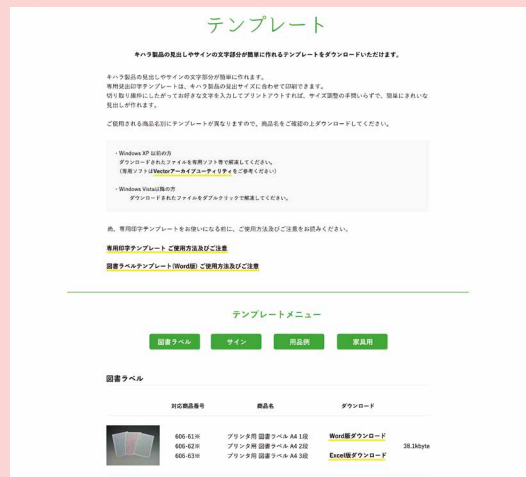 テンプレート
キハラ製品の見出しやサインの文字部分が簡単に作れるテンプレートをダウンロードいただけます。
キハラ製品の見出しやサインの文字部分が簡単に作れます。
専用見出印字テンプレートは、キハラ製品の見出サイズに合わせて印刷できます。
切り取り線枠にしたがってお好きな文字を入力してプリントアウトすれば、サイズ調整の手間いらずで、簡単にきれいな
見出しが作れます。
ご使用される商品名別にテンプレートが異なりますので、商品名をご確認の上ダウンロードしてください。
・Windows XP 以前の方
ダウンロードされたファイルを専用ソフト等で解凍してください。
（専用ソフトはVectorアーカイブユーティリティをご参考ください）
・Windows Vista以降の方
ダウンロードされたファイルをダブルクリックで解凍してください。
尚、専用印字テンプレートをお使いになる前に、ご使用方法及びご注意をお読みください。
専用印字テンプレート ご使用方法及びご注意
図書ラベルテンプレート(Word版) ご使用方法及びご注意
テンプレートメニュー
図書ラベル サイン 用品例 家具用
図書ラベル
対応商品番号 商品名 ダウンロード
606-61※ プリンタ用 図書ラベル A4 1段 Word版ダウンロード
606-62※ プリンタ用 図書ラベル A4 2段 38.1kbyte
606-63※ プリンタ用 図書ラベル A4 3段 Excel版ダウンロード